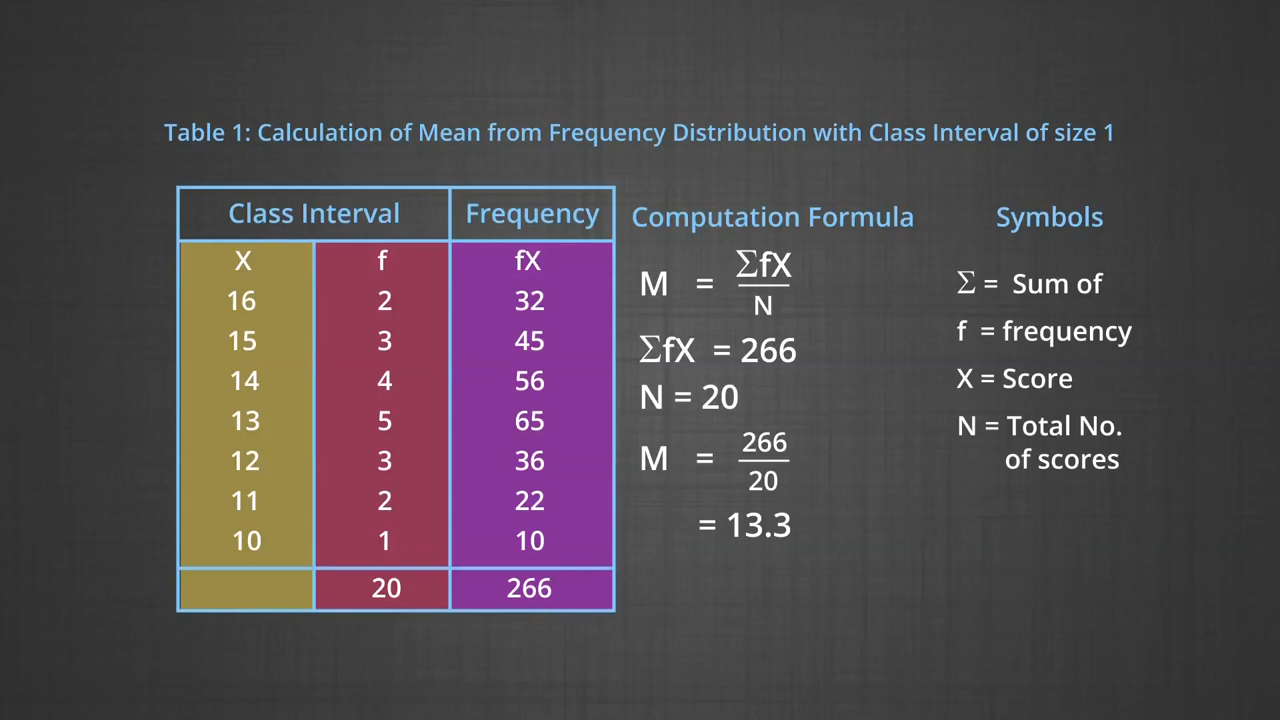 Table 1: Calculation of Mean from Frequency Distribution with Class Interval of size 1
Class Interval Frequency
X f fX
16 2 32
15 3 45
14 4 56
13 5 65
12 3 36
11 2 22
10 1 10
20 266
Computation Formula
M = ΣfX
N
ΣfX = 266
N = 20
M = 266
20
= 13.3
Symbols
Σ = Sum of
f = frequency
X = Score
N = Total No.
of scores